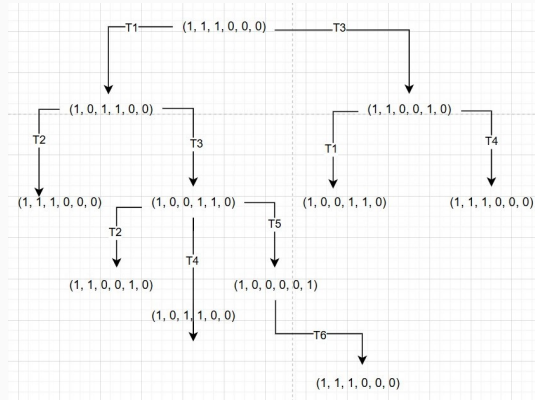 T1 (1, 1, 1, 0, 0, 0) T3
(1, 0, 1, 1, 0, 0) (1, 1, 0, 0, 1, 0)
T2 T3 T1 T4
(1, 1, 1, 0, 0, 0) (1, 0, 0, 1, 1, 0) (1, 0, 0, 1, 1, 0) (1, 1, 1, 0, 0, 0)
T2 T5
T4
(1, 1, 0, 0, 1, 0) (1, 0, 0, 0, 0, 1)
(1, 0, 1, 1, 0, 0)
T6
(1, 1, 1, 0, 0, 0)